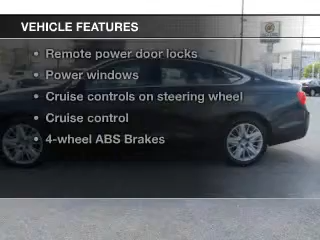 VEHICLE FEATURES
• Remote power door locks
• Power windows
• Cruise controls on steering wheel
• Cruise control
• 4-wheel ABS Brakes